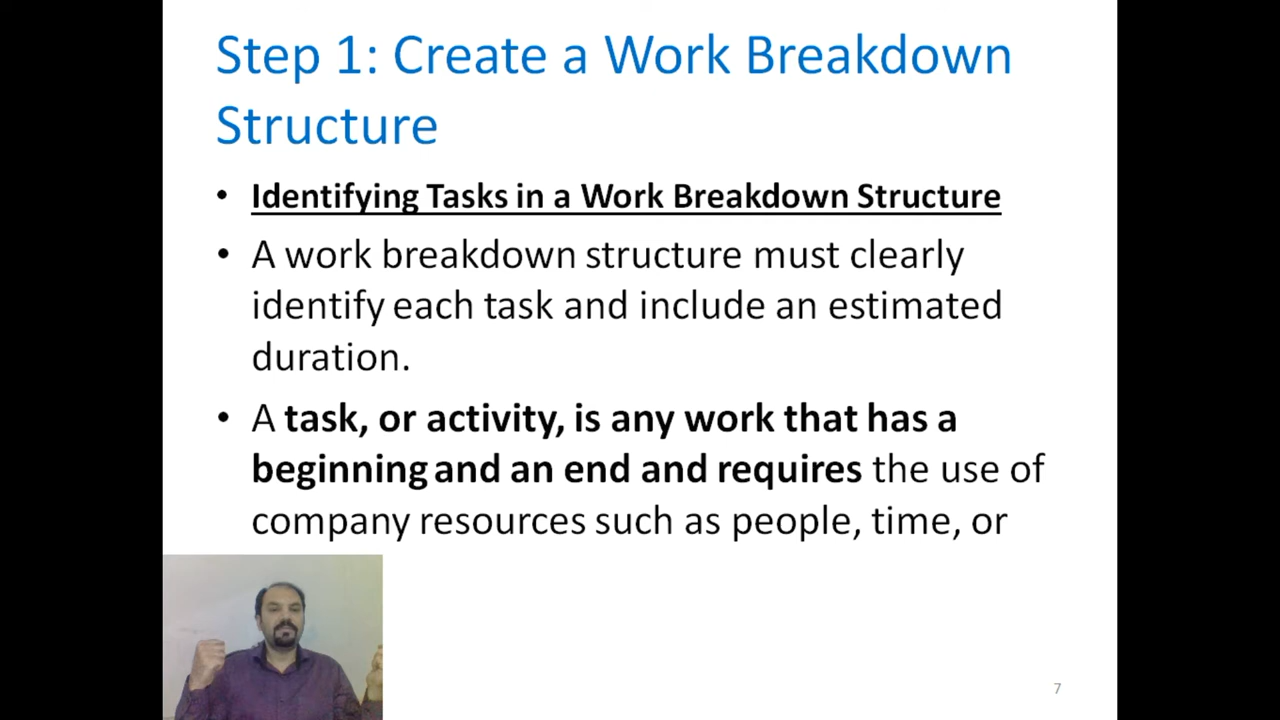 Step 1: Create a Work Breakdown
Structure
• Identifying Tasks in a Work Breakdown Structure
• A work breakdown structure must clearly
identify each task and include an estimated
duration.
• A task, or activity, is any work that has a
beginning and an end and requires the use of
company resources such as people, time, or
7